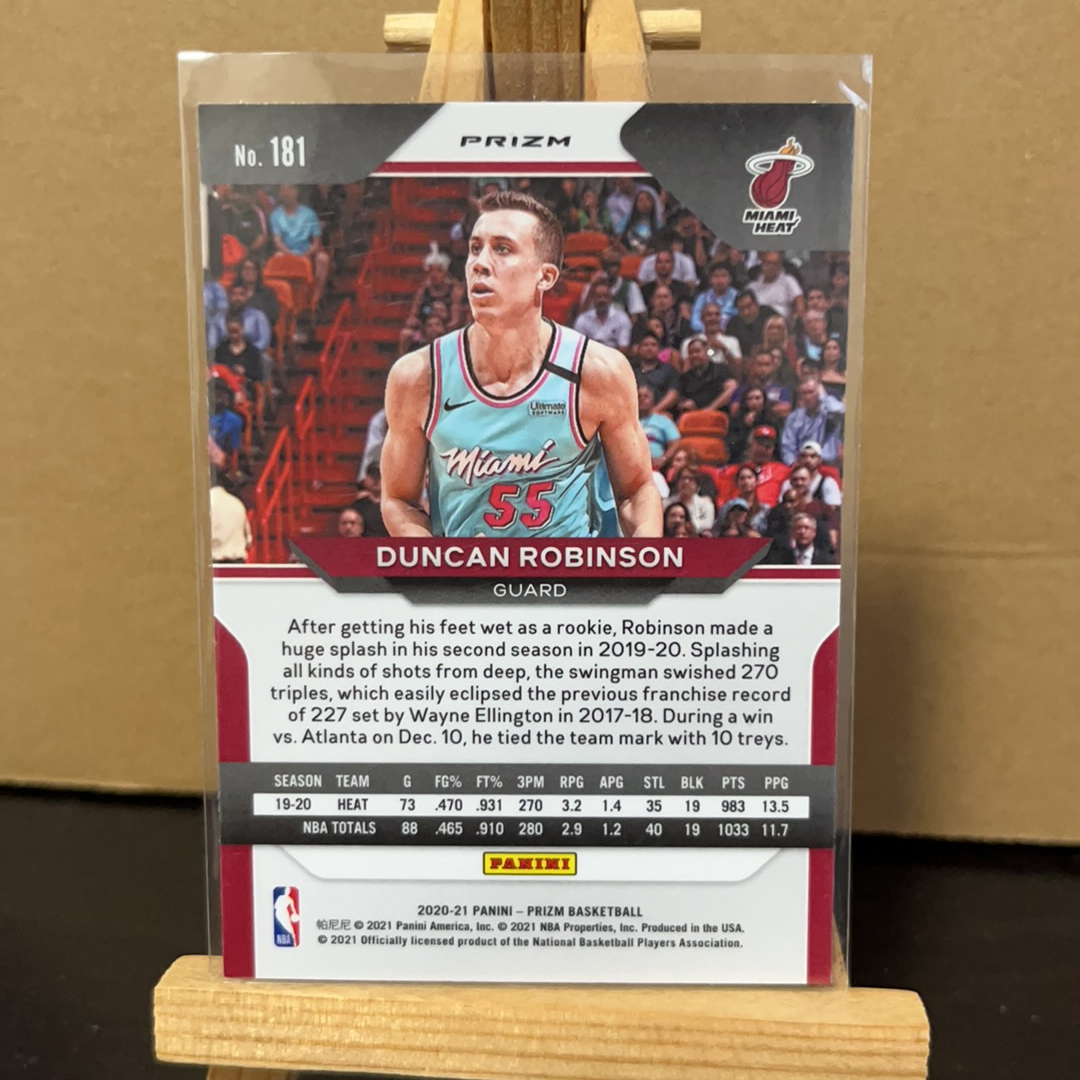 No. 181
PRIZM
MIAMI
HEAT
Ultimate
SOFTWARE
Miami
55
DUNCAN ROBINSON
GUARD
After getting his feet wet as a rookie, Robinson made a
huge splash in his second season in 2019-20. Splashing
all kinds of shots from deep, the swingman swished 270
triples, which easily eclipsed the previous franchise record
of 227 set by Wayne Ellington in 2017-18. During a win
vs. Atlanta on Dec. 10, he tied the team mark with 10 treys.
SEASON TEAM G FG% FT% 3PM RPG APG STL BLK PTS PPG
19-20 HEAT 73 .470 .931 270 3.2 1.4 35 19 983 13.5
NBA TOTALS 88 .465 .910 280 2.9 1.2 40 19 1033 11.7
PANINI
NBA
2020-21 PANINI – PRIZM BASKETBALL
帕尼尼 © 2021 Panini America, Inc. © 2021 NBA Properties, Inc. Produced in the USA.
© 2021 Officially licensed product of the National Basketball Players Association.